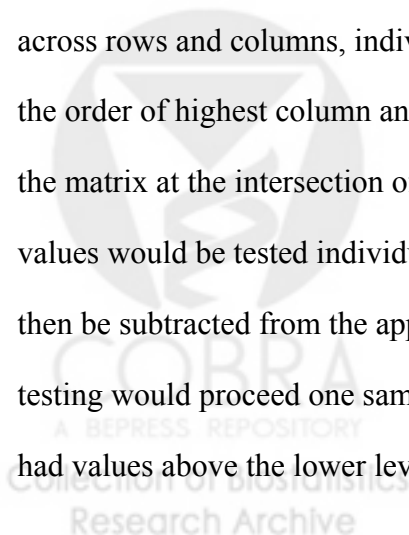 across rows and columns, indiv
the order of highest column an
the matrix at the intersection o
values would be tested individu
then be subtracted from the app
COBRA
testing would proceed one sam
A BEPRESS REPOSITORY
had values above the lower lev
Collection of Biostatistics
Research Archive